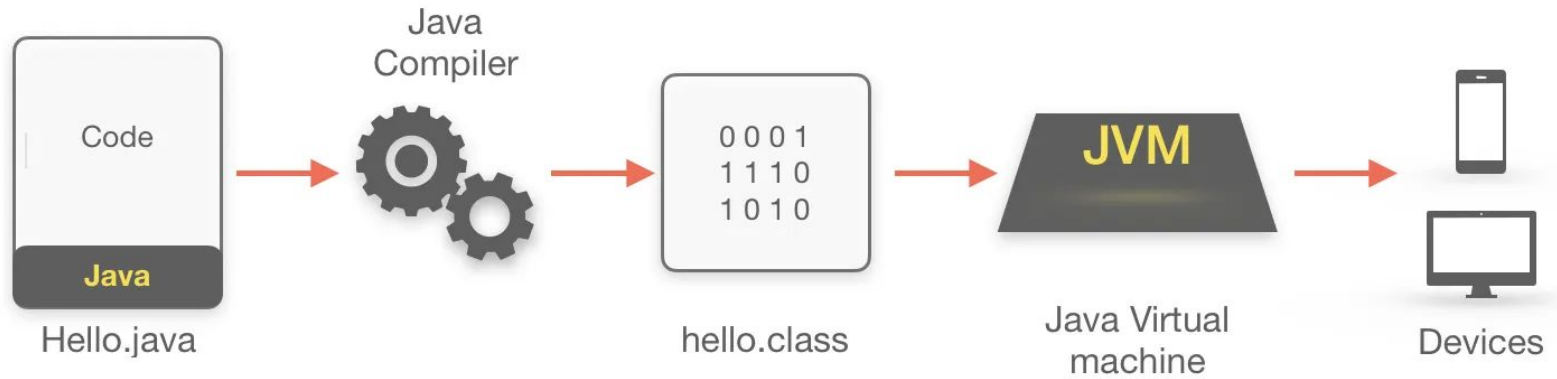 Java
Compiler
Code
Java
Hello.java
0 0 0 1
1 1 1 0
1 0 1 0
hello.class
JVM
Java Virtual
machine
Devices